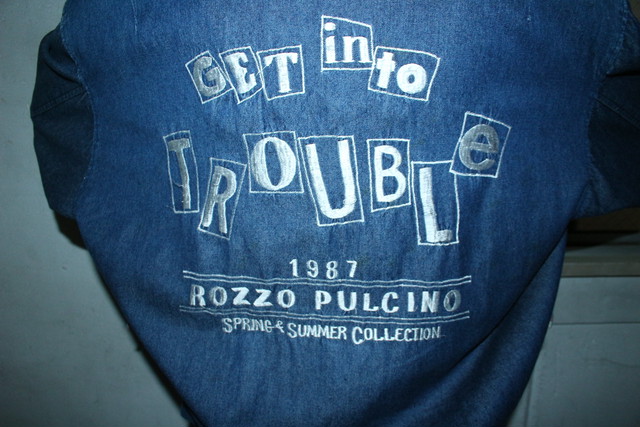 GET into
TROUBLe
1987
ROZZO PULCINO
SPRING & SUMMER COLLECTION